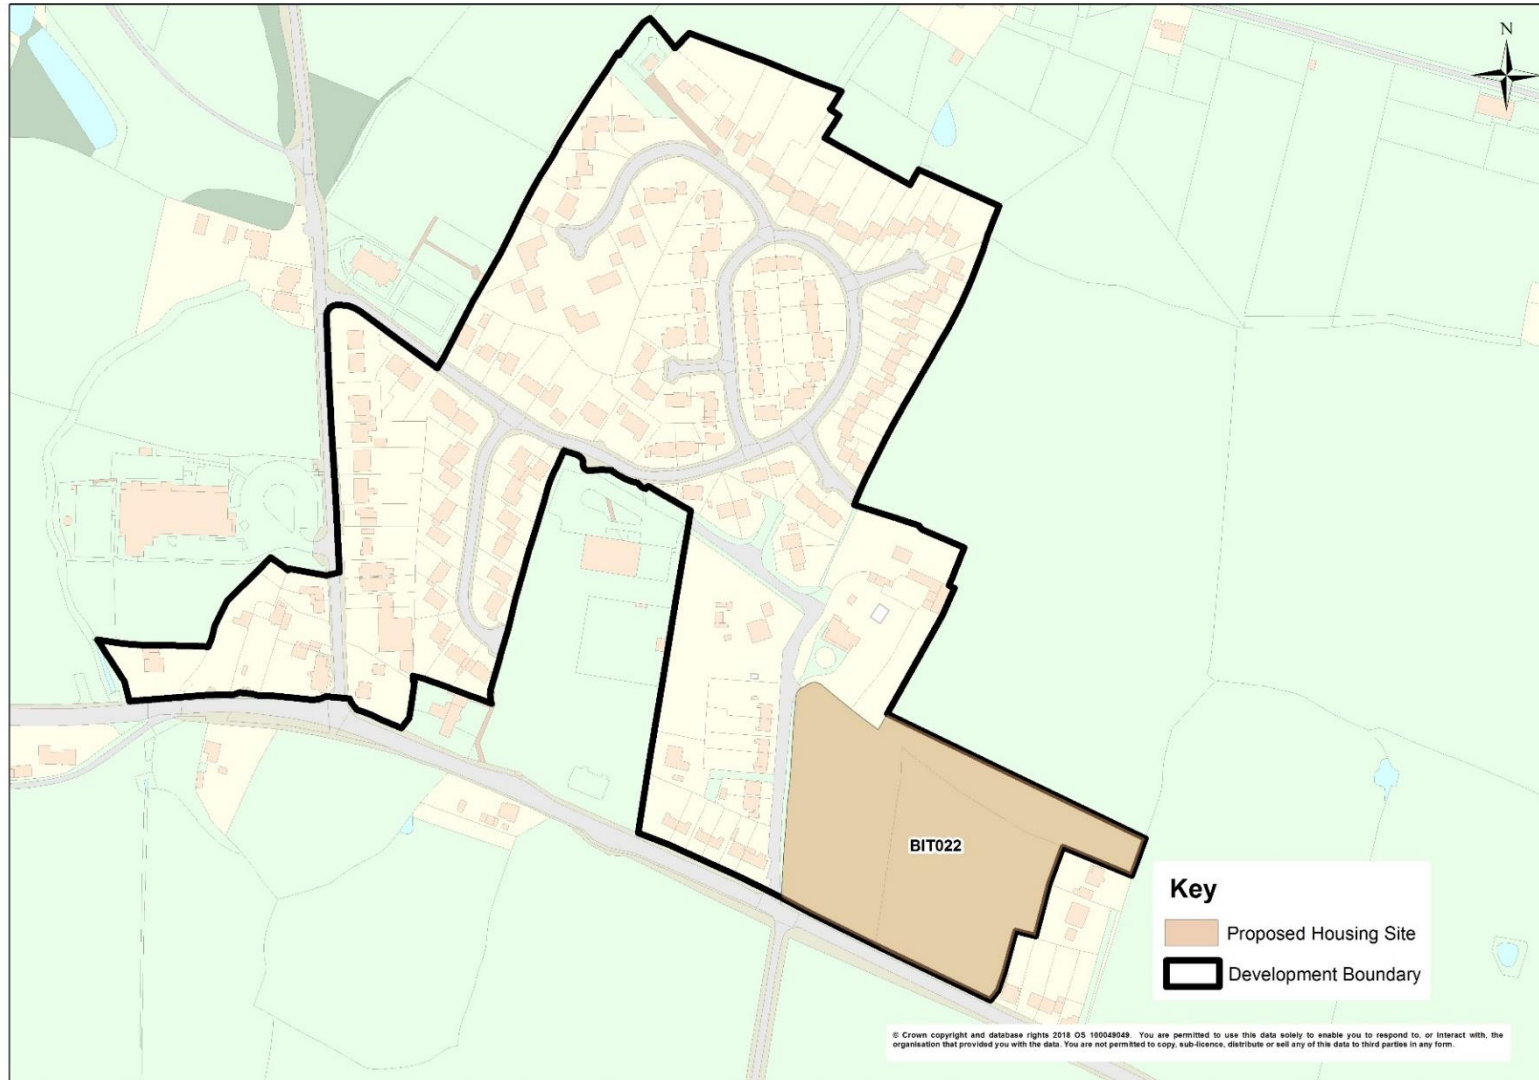 N
BIT022
Key
Proposed Housing Site
Development Boundary
© Crown copyright and database rights 2018 OS 100049049. You are permitted to use this data solely to enable you to respond to, or interact with, the
organisation that provided you with the data. You are not permitted to copy, sub-licence, distribute or sell any of this data to third parties in any form.